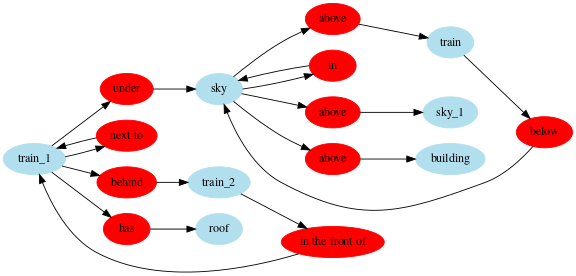 above
train
under
sky
in
next to
above
sky_1
below
train_1
above
building
behind
train_2
has
roof
in the front of